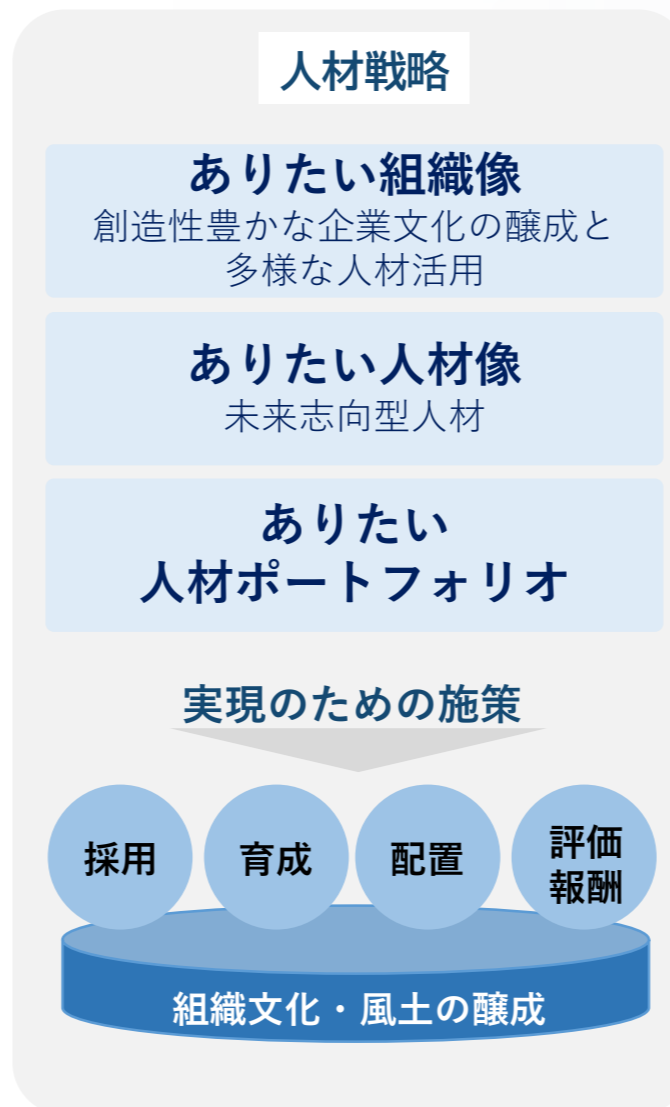 人材戦略
ありたい組織像
創造性豊かな企業文化の醸成と
多様な人材活用
ありたい人材像
未来志向型人材
ありたい
人材ポートフォリオ
実現のための施策
採用
育成
配置
評価
報酬
組織文化・風土の醸成